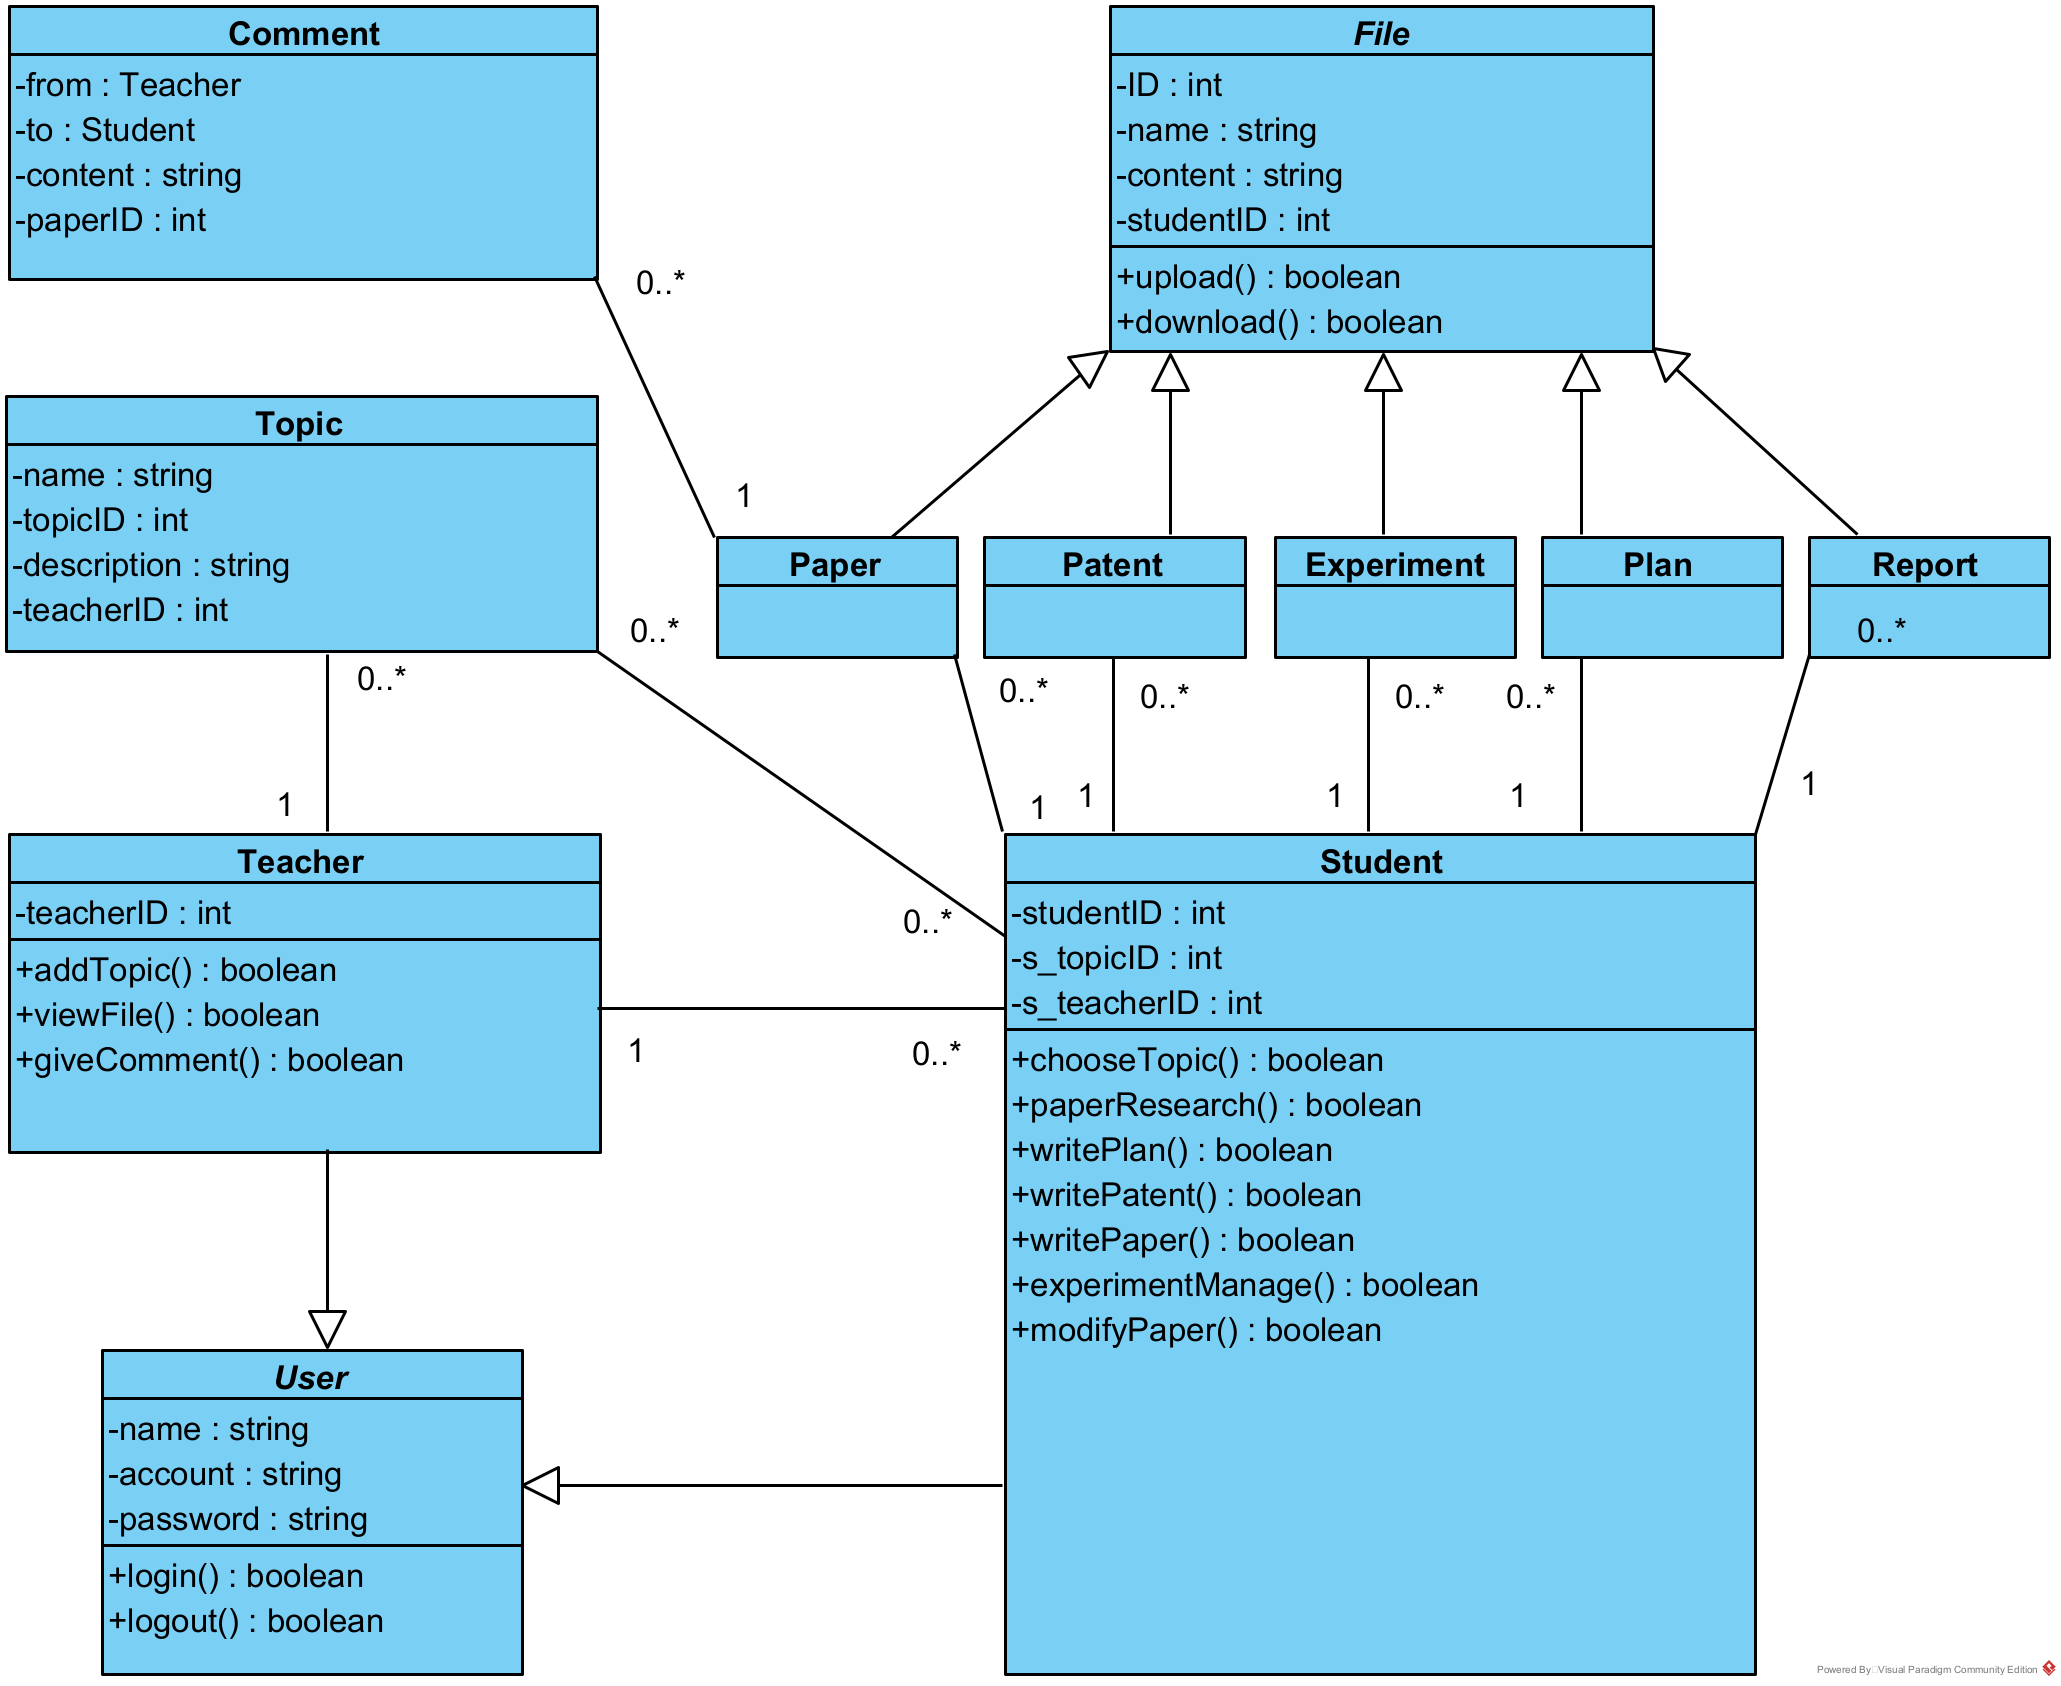 Comment
-from : Teacher
-to : Student
-content : string
-paperID : int
File
-ID : int
-name : string
-content : string
-studentID : int
+upload() : boolean
+download() : boolean
0..*
1
Topic
-name : string
-topicID : int
-description : string
-teacherID : int
Paper
Patent
Experiment
Plan
Report
0..*
0..*
0..*
0..*
0..*
0..*
0..*
1
1
1
1
1
1
Teacher
-teacherID : int
+addTopic() : boolean
+viewFile() : boolean
+giveComment() : boolean
0..*
1
0..*
Student
-studentID : int
-s_topicID : int
-s_teacherID : int
+chooseTopic() : boolean
+paperResearch() : boolean
+writePlan() : boolean
+writePatent() : boolean
+writePaper() : boolean
+experimentManage() : boolean
+modifyPaper() : boolean
User
-name : string
-account : string
-password : string
+login() : boolean
+logout() : boolean
Powered By Visual Paradigm Community Edition